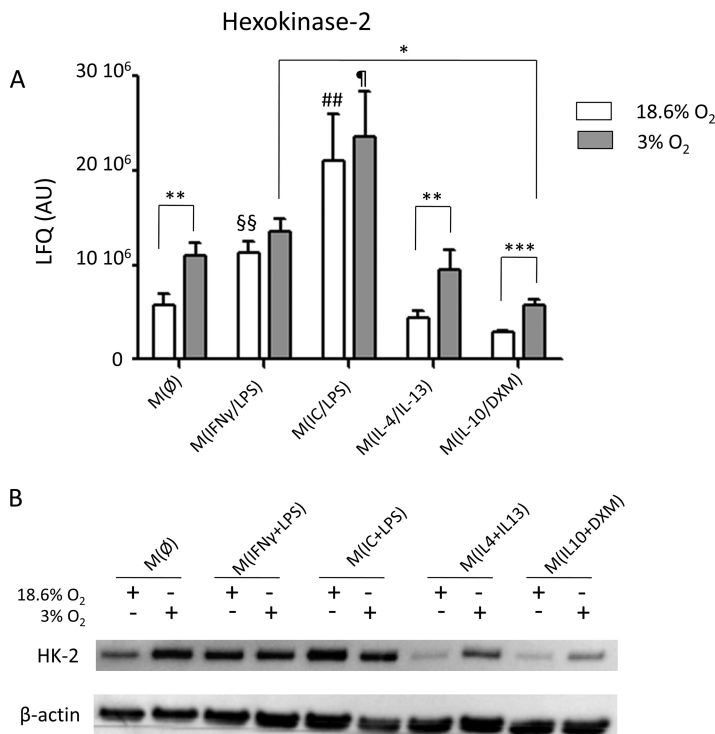 Hexokinase-2
A
30 10⁶
20 10⁶
10 10⁶
0
LFQ (AU)
**
§§
##
¶
*
**
***
18.6% O₂
3% O₂
M(Ø)
M(IFNγ/LPS)
M(IC/LPS)
M(IL-4/IL-13)
M(IL-10/DXM)
B
M(Ø)
M(IFNγ+LPS)
M(IC+LPS)
M(IL4+IL13)
M(IL10+DXM)
18.6% O₂ + - + - + - + - + -
3% O₂ - + - + - + - + - +
HK-2
β-actin